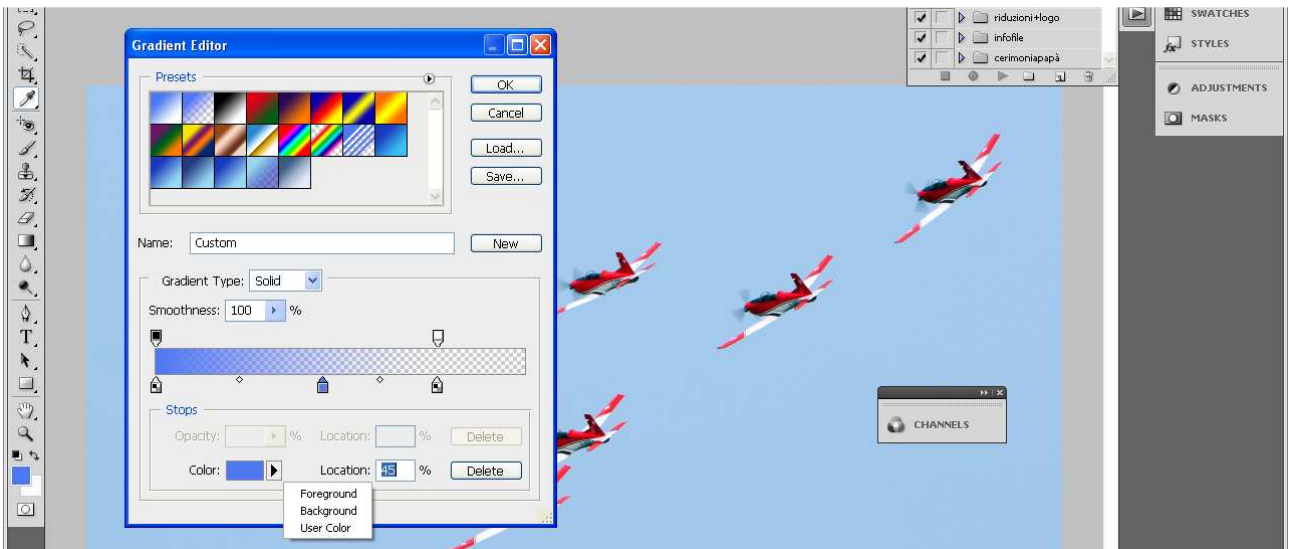 riduzioni+logo
infofile
cerimoniapapà
SWATCHES
STYLES
ADJUSTMENTS
MASKS
Gradient Editor
Presets
OK
Cancel
Load...
Save...
Name: Custom
New
Gradient Type: Solid
Smoothness: 100 %
Stops
Opacity: % Location: % Delete
Color: Location: 45 % Delete
Foreground
Background
User Color
CHANNELS